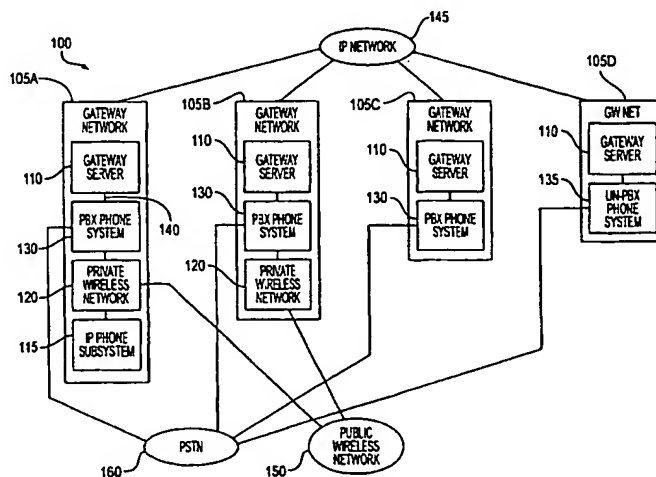 145
IP NETWORK
100
105A
105B
105C
105D
GATEWAY
NETWORK
GATEWAY
NETWORK
GATEWAY
NETWORK
GW NET
110
GATEWAY
SERVER
110
GATEWAY
SERVER
110
GATEWAY
SERVER
110
GATEWAY
SERVER
140
130
PBX PHONE
SYSTEM
130
PBX PHONE
SYSTEM
130
PBX PHONE
SYSTEM
135
UN-PBX
PHONE
SYSTEM
120
PRIVATE
WIRELESS
NETWORK
120
PRIVATE
WIRELESS
NETWORK
115
IP PHONE
SUBSYSTEM
PSTN
160
PUBLIC
WIRELESS
NETWORK
150